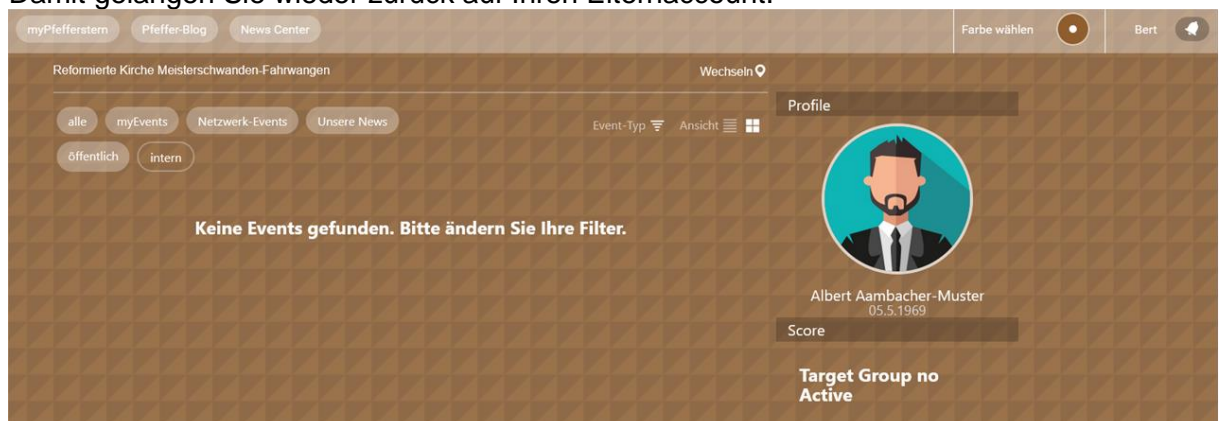 Damit gelangen Sie wieder zurück auf Ihren Elternaccount.
myPfefferstern Pfeffer-Blog News Center Farbe wählen Bert
Reformierte Kirche Meisterschwanden-Fahrwangen Wechseln
alle myEvents Netzwerk-Events Unsere News Event-Typ Ansicht
öffentlich intern
Keine Events gefunden. Bitte ändern Sie Ihre Filter.
Profile
Albert Aambacher-Muster
05.5.1969
Score
Target Group no
Active